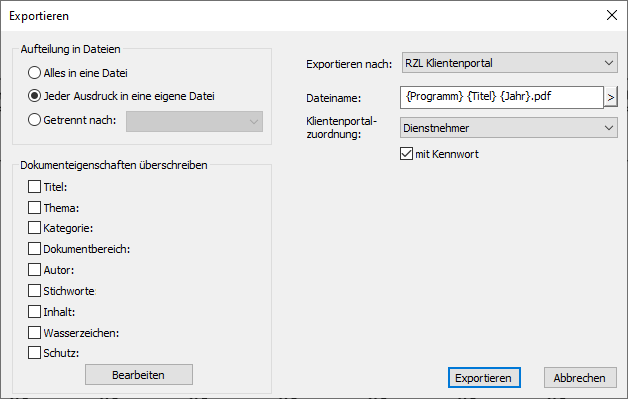 Exportieren
Aufteilung in Dateien
Alles in eine Datei
Jeder Ausdruck in eine eigene Datei
Getrennt nach:
Exportieren nach:
RZL Klientenportal
Dateiname:
{Programm} {Titel} {Jahr}.pdf
>
Klientenportal-
zuordnung:
Dienstnehmer
mit Kennwort
Dokumenteigenschaften überschreiben
Titel:
Thema:
Kategorie:
Dokumentbereich:
Autor:
Stichworte
Inhalt:
Wasserzeichen:
Schutz:
Bearbeiten
Exportieren
Abbrechen